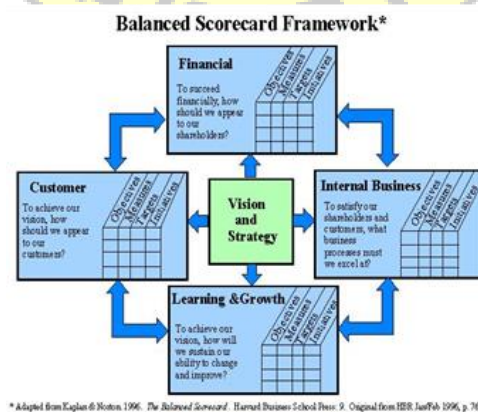 Balanced Scorecard Framework*
Financial
To succeed
financially, how
should we appear
to our
shareholders?
Objectives
Measures
Targets
Initiatives
Customer
To achieve our
vision, how
should we appear
to our
customers?
Objectives
Measures
Targets
Initiatives
Vision
and
Strategy
Internal Business
To satisfy our
shareholders and
customers, what
business
processes must
we excel at?
Objectives
Measures
Targets
Initiatives
Learning &Growth
To achieve our
vision, how will
we sustain our
ability to change
and improve?
Objectives
Measures
Targets
Initiatives
* Adapted from Kaplan & Norton 1996. The Balanced Scorecard. Harvard Business School Press: 9. Original from HBR Jan/Feb 1996, p. 76.